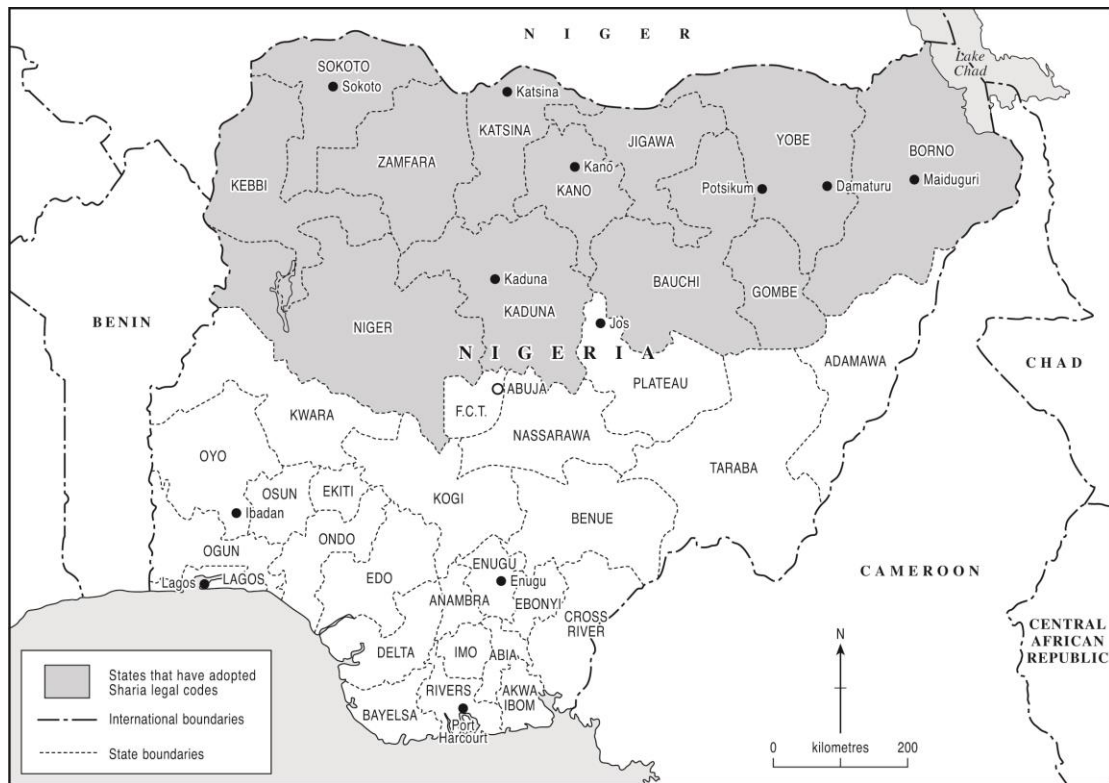 N I G E R
Lake
Chad
SOKOTO
Sokoto
Katsina
KATSINA
ZAMFARA
KEBBI
Kano
KANO
JIGAWA
YOBE
BORNO
Potsikum
Damaturu
Maiduguri
Kaduna
KADUNA
BAUCHI
GOMBE
NIGER
Jos
BENIN
N I G E R I A
ADAMAWA
CHAD
PLATEAU
ABUJA
F.C.T.
KWARA
NASSARAWA
OYO
TARABA
OSUN
EKITI
KOGI
BENUE
Ibadan
ONDO
OGUN
ENUGU
Enugu
Lagos
LAGOS
EDO
ANAMBRA
EBONYI
CAMEROON
CROSS
RIVER
CENTRAL
AFRICAN
REPUBLIC
N
DELTA
IMO
ABIA
RIVERS
AKWA
IBOM
BAYELSA
Port
Harcourt
States that have adopted
Sharia legal codes
International boundaries
State boundaries
0 kilometres 200